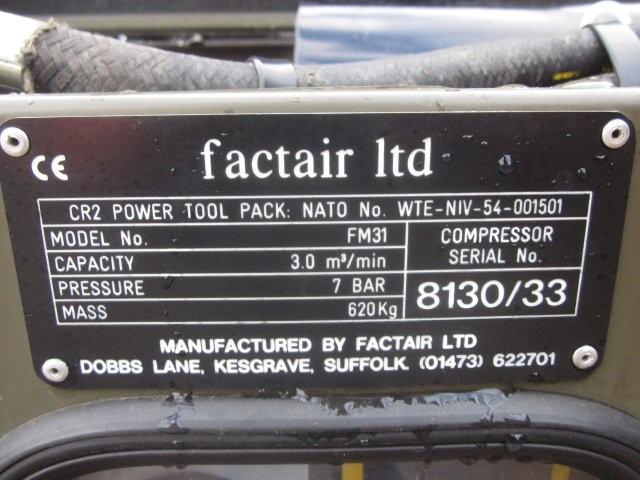 CE
factair ltd
CR2 POWER TOOL PACK: NATO No. WTE-NIV-54-001501
MODEL No. FM31
CAPACITY 3.0 m³/min
PRESSURE 7 BAR
MASS 620Kg
COMPRESSOR
SERIAL No.
8130/33
MANUFACTURED BY FACTAIR LTD
DOBBS LANE, KESGRAVE, SUFFOLK. (01473) 622701